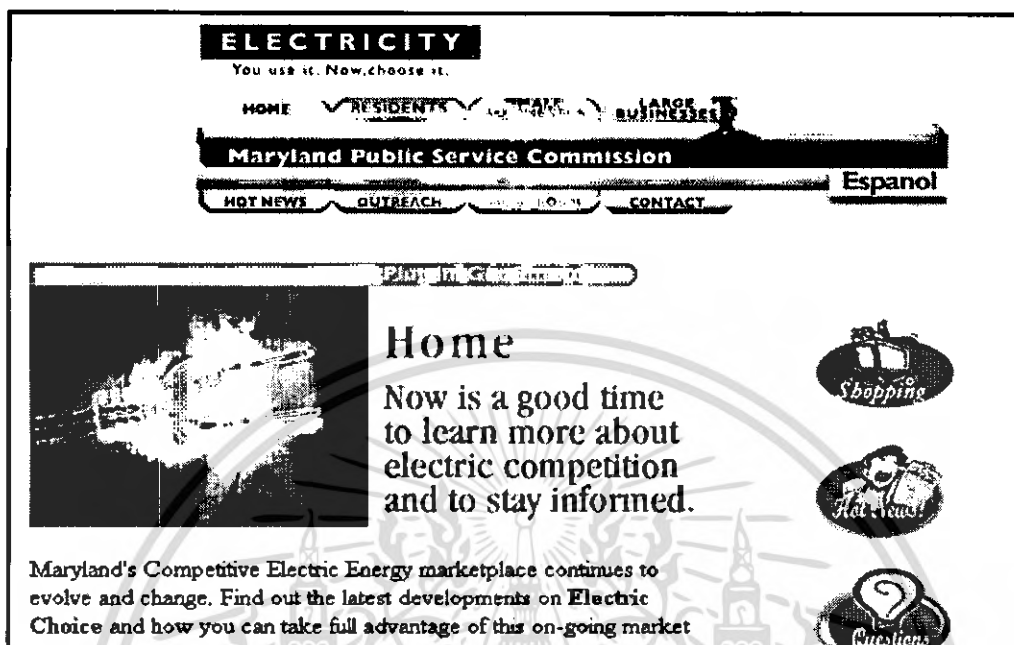 ELECTRICITY
You use it. Now, choose it.
HOME RESIDENTS LARGE BUSINESSES
Maryland Public Service Commission
Espanol
HOT NEWS OUTREACH CONTACT
Home
Now is a good time
to learn more about
electric competition
and to stay informed.
Shopping
Hot News!
Maryland's Competitive Electric Energy marketplace continues to
evolve and change. Find out the latest developments on Electric
Choice and how you can take full advantage of this on-going market
Questions